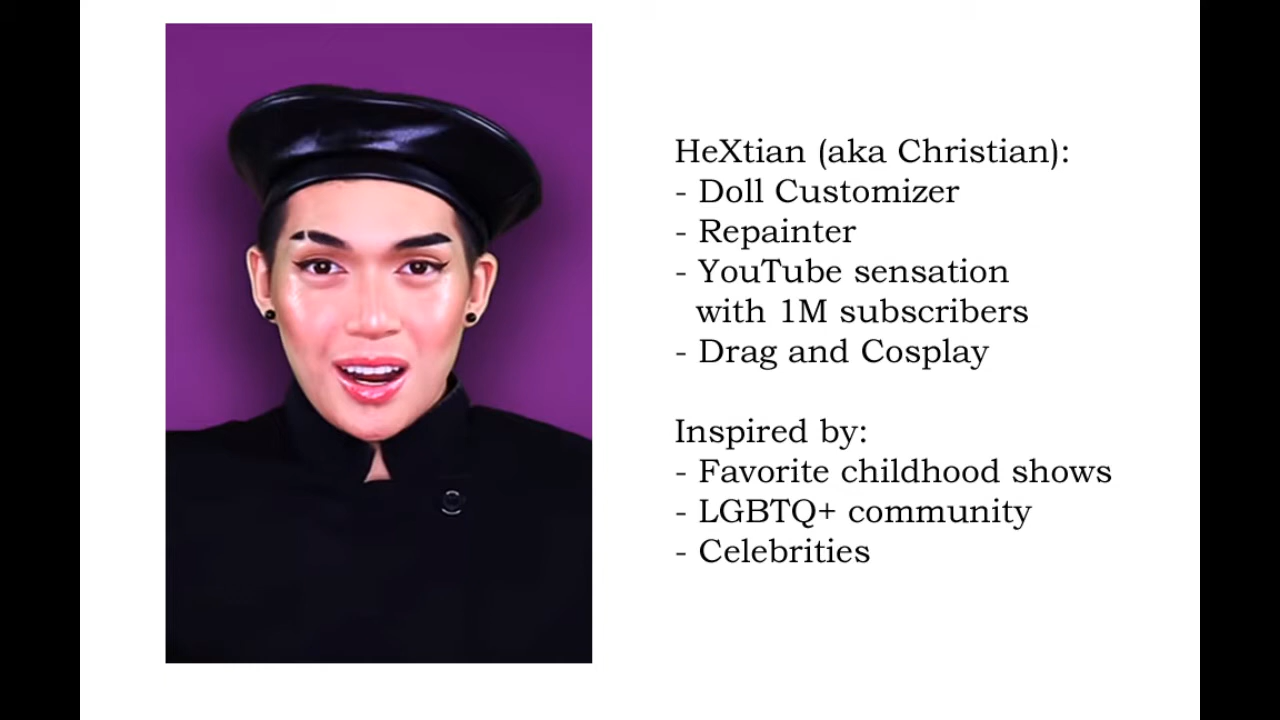 HeXtian (aka Christian):
- Doll Customizer
- Repainter
- YouTube sensation
with 1M subscribers
- Drag and Cosplay
Inspired by:
- Favorite childhood shows
- LGBTQ+ community
- Celebrities